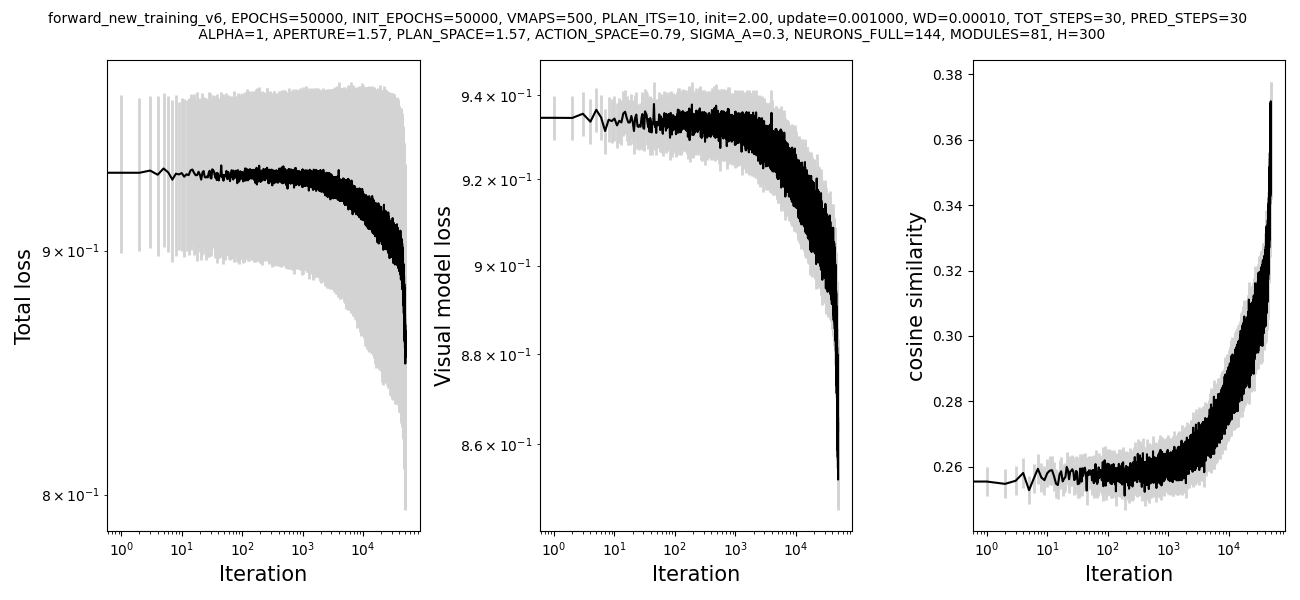 forward_new_training_v6, EPOCHS=50000, INIT_EPOCHS=50000, VMAPS=500, PLAN_ITS=10, init=2.00, update=0.001000, WD=0.00010, TOT_STEPS=30, PRED_STEPS=30
ALPHA=1, APERTURE=1.57, PLAN_SPACE=1.57, ACTION_SPACE=0.79, SIGMA_A=0.3, NEURONS_FULL=144, MODULES=81, H=300
Total loss
9 × 10⁻¹
8 × 10⁻¹
10⁰ 10¹ 10² 10³ 10⁴
Iteration
Visual model loss
9.4 × 10⁻¹
9.2 × 10⁻¹
9 × 10⁻¹
8.8 × 10⁻¹
8.6 × 10⁻¹
10⁰ 10¹ 10² 10³ 10⁴
Iteration
cosine similarity
0.38
0.36
0.34
0.32
0.30
0.28
0.26
10⁰ 10¹ 10² 10³ 10⁴
Iteration